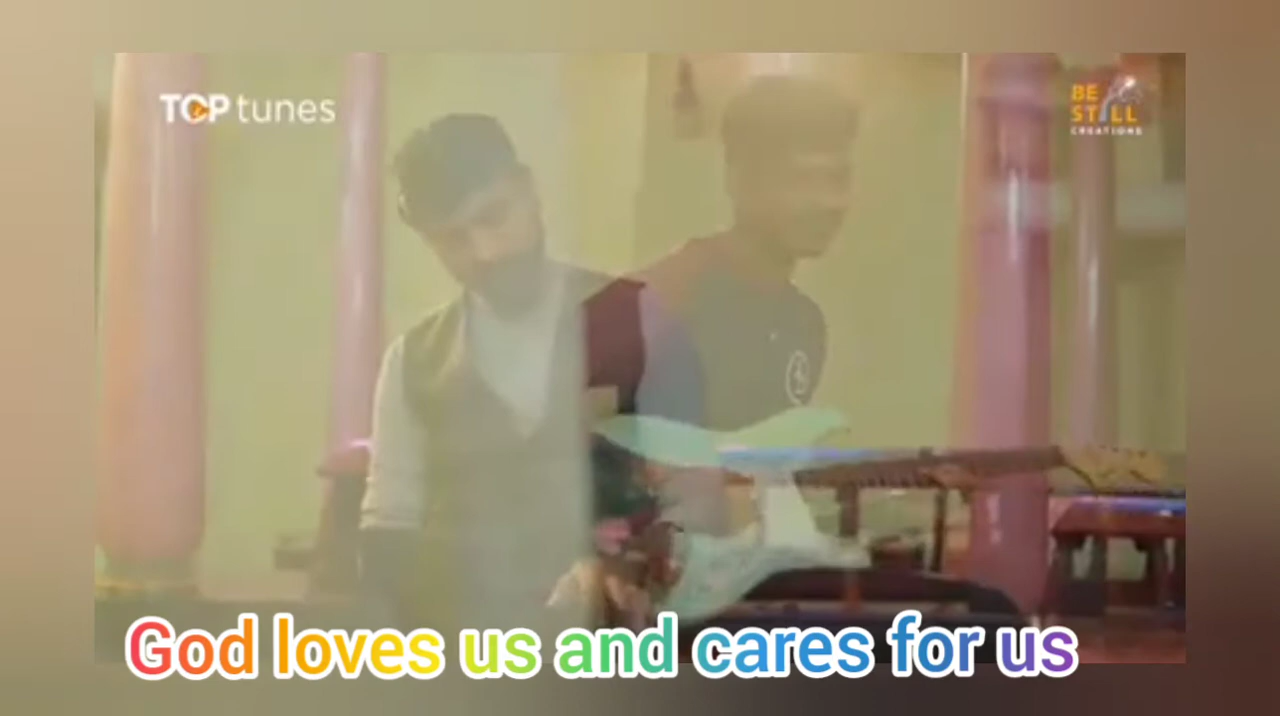 TOP tunes
BE
STILL
CREATIONS
God loves us and cares for us